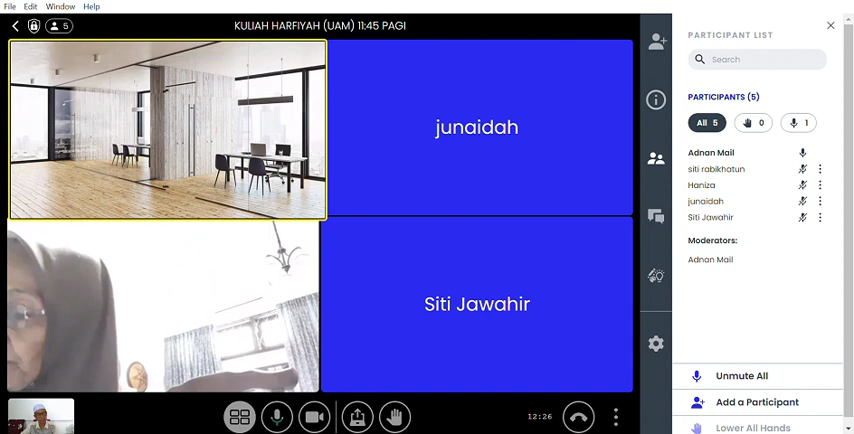 File Edit Window Help
5
KULIAH HARFIYAH (UAM) 11:45 PAGI
junaidah
Siti Jawahir
12:26
PARTICIPANT LIST
Search
PARTICIPANTS (5)
All 5
0
1
Adnan Mail
siti rabikhatun
Haniza
junaidah
Siti Jawahir
Moderators:
Adnan Mail
Unmute All
Add a Participant
Lower All Hands